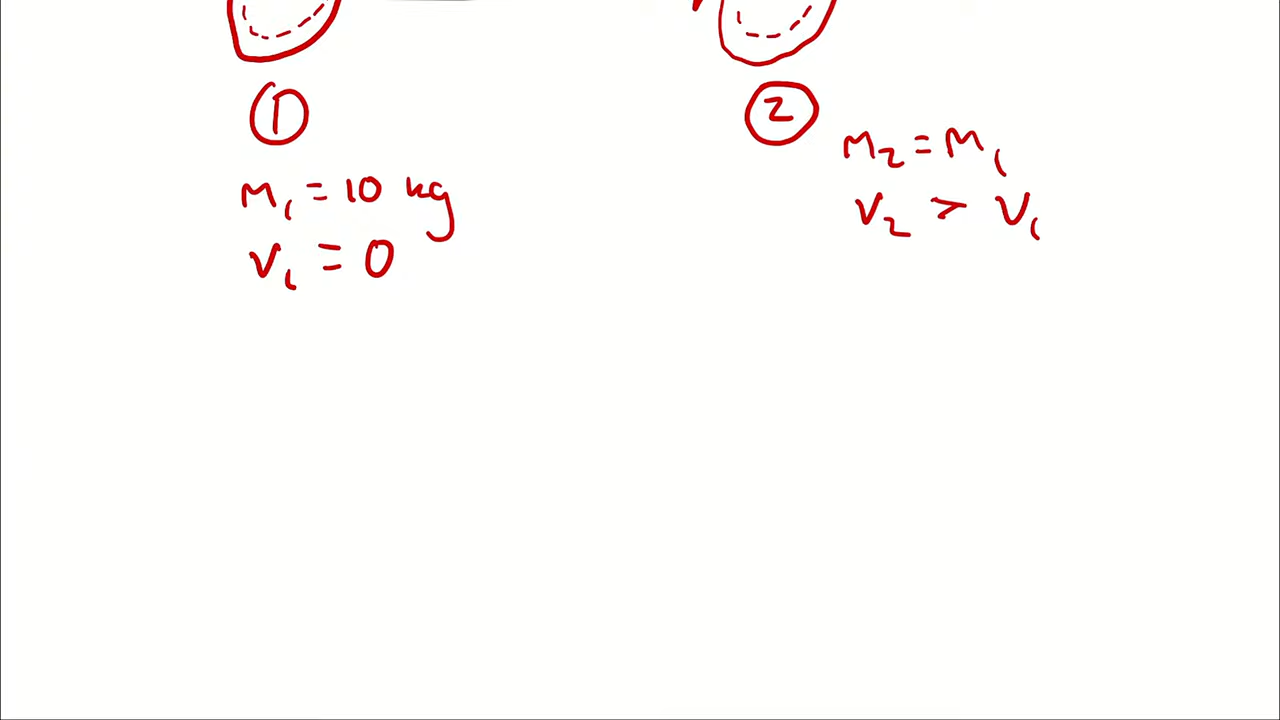 1
2
m₁ = 10 kg
v₁ = 0
m₂ = m₁
v₂ > v₁